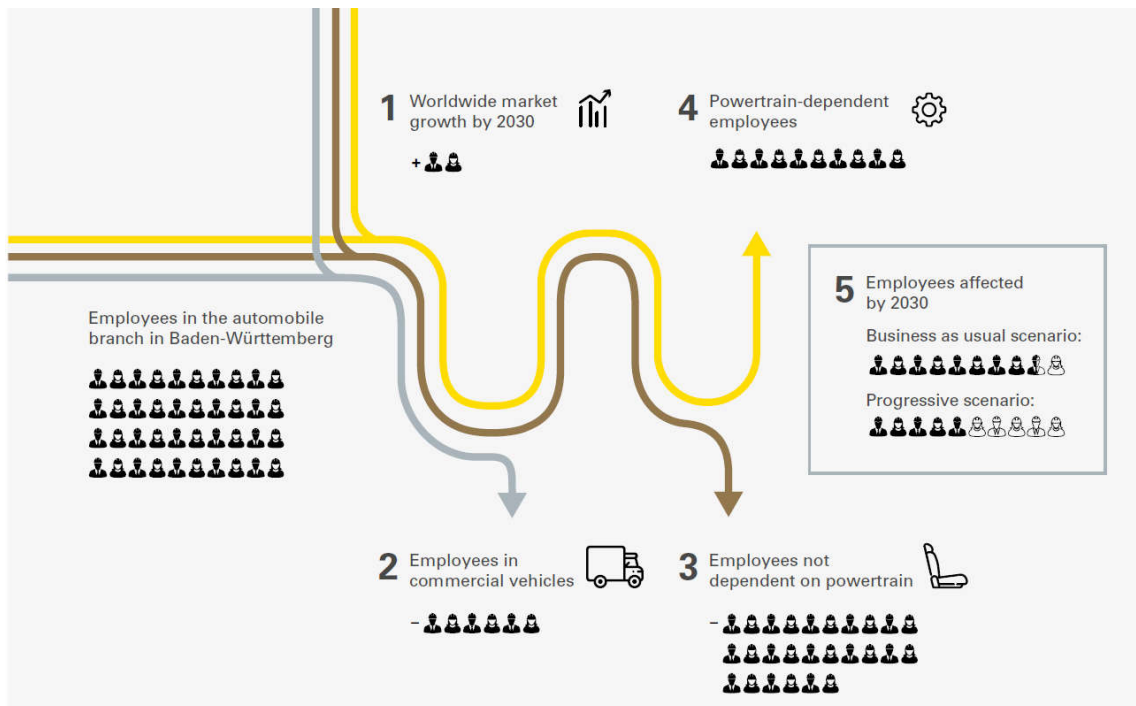 1 Worldwide market
growth by 2030
+
4 Powertrain-dependent
employees
Employees in the automobile
branch in Baden-Württemberg
5 Employees affected
by 2030
Business as usual scenario:
Progressive scenario:
2 Employees in
commercial vehicles
–
3 Employees not
dependent on powertrain
–